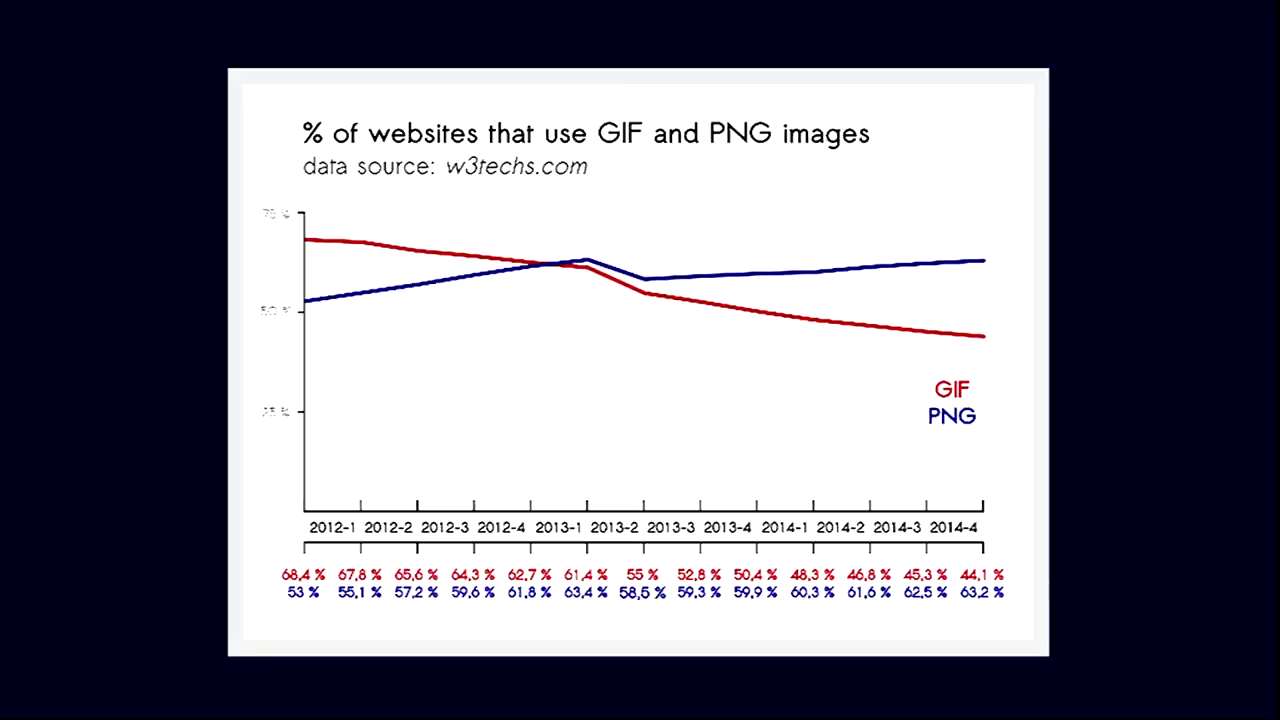 % of websites that use GIF and PNG images
data source: w3techs.com
75 %
50 %
25 %
GIF
PNG
2012-1 2012-2 2012-3 2012-4 2013-1 2013-2 2013-3 2013-4 2014-1 2014-2 2014-3 2014-4
68,4 % 67,8 % 65,6 % 64,3 % 62,7 % 61,4 % 55 % 52,8 % 50,4 % 48,3 % 46,8 % 45,3 % 44,1 %
53 % 55,1 % 57,2 % 59,6 % 61,8 % 63,4 % 58,5 % 59,3 % 59,9 % 60,3 % 61,6 % 62,5 % 63,2 %